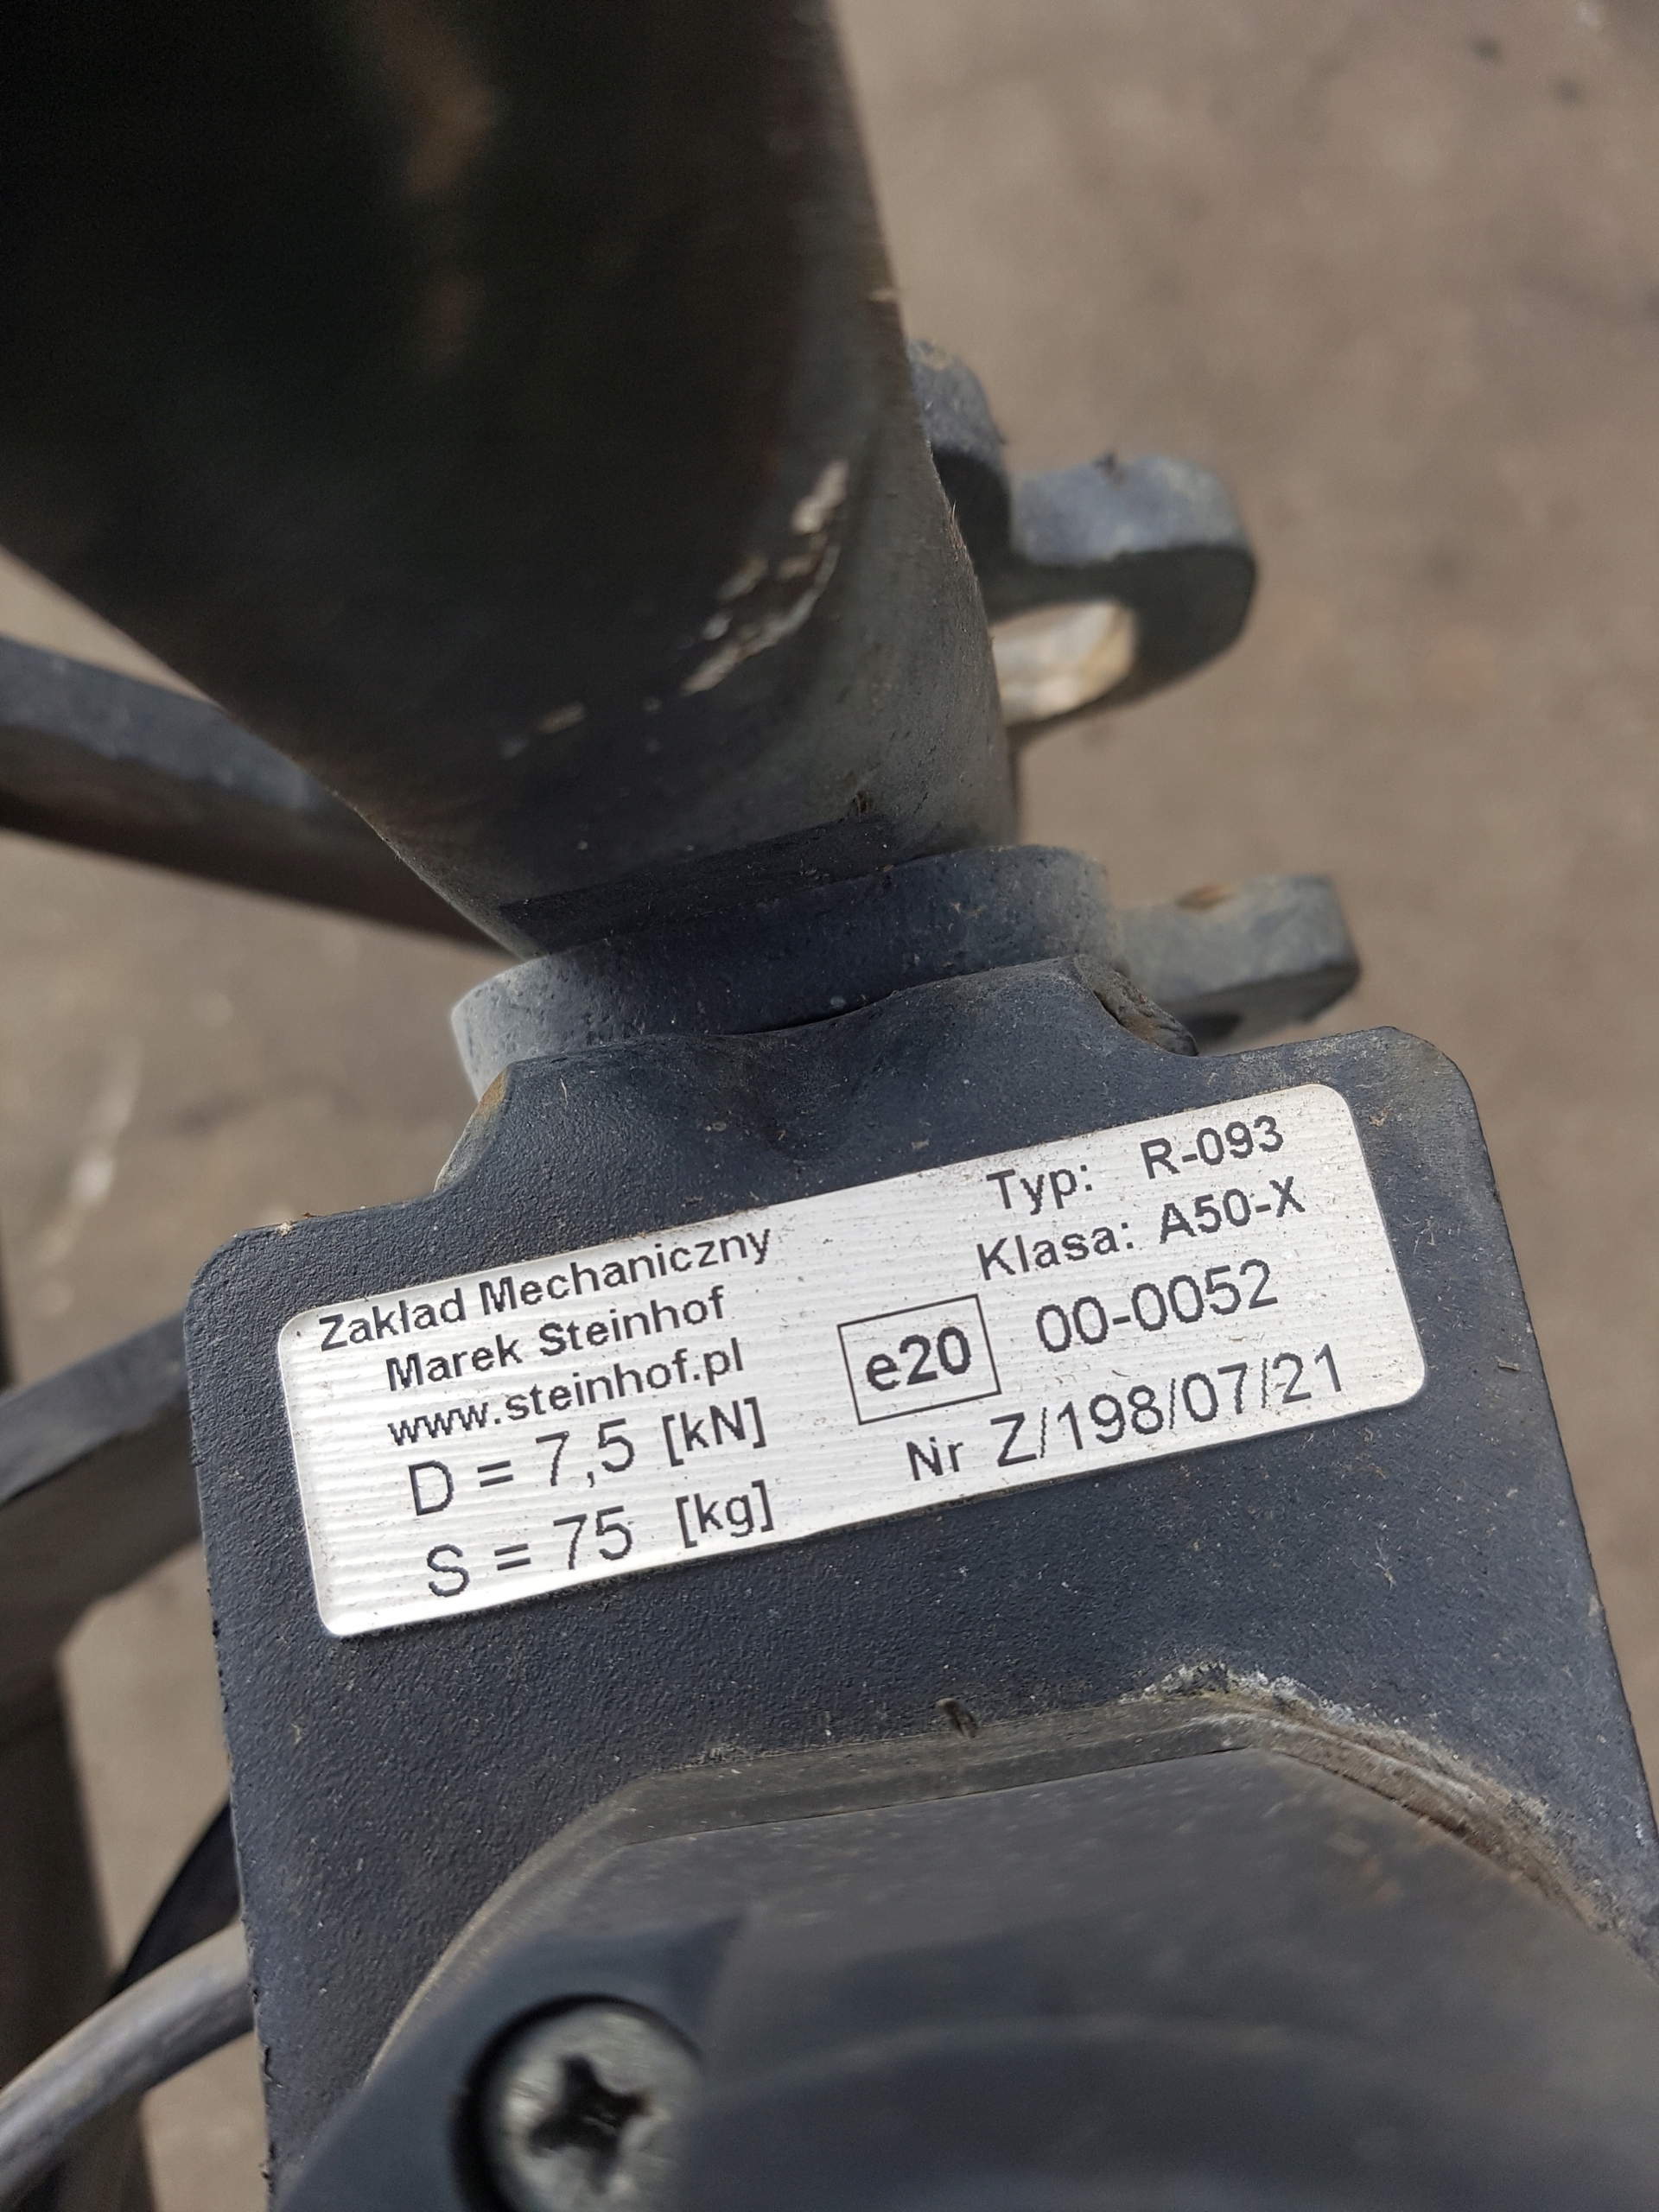 Zakład Mechaniczny
Marek Steinhof
www.steinhof.pl
D = 7,5 [kN]
S = 75 [kg]
Typ: R-093
Klasa: A50-X
e20 00-0052
Nr Z/198/07/21